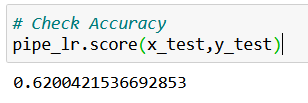 # Check Accuracy
pipe_lr.score(x_test,y_test)
0.6200421536692853